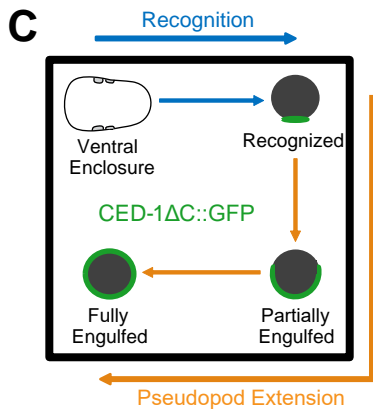 C
Recognition
Ventral
Enclosure
Recognized
CED-1ΔC::GFP
Fully
Engulfed
Partially
Engulfed
Pseudopod Extension